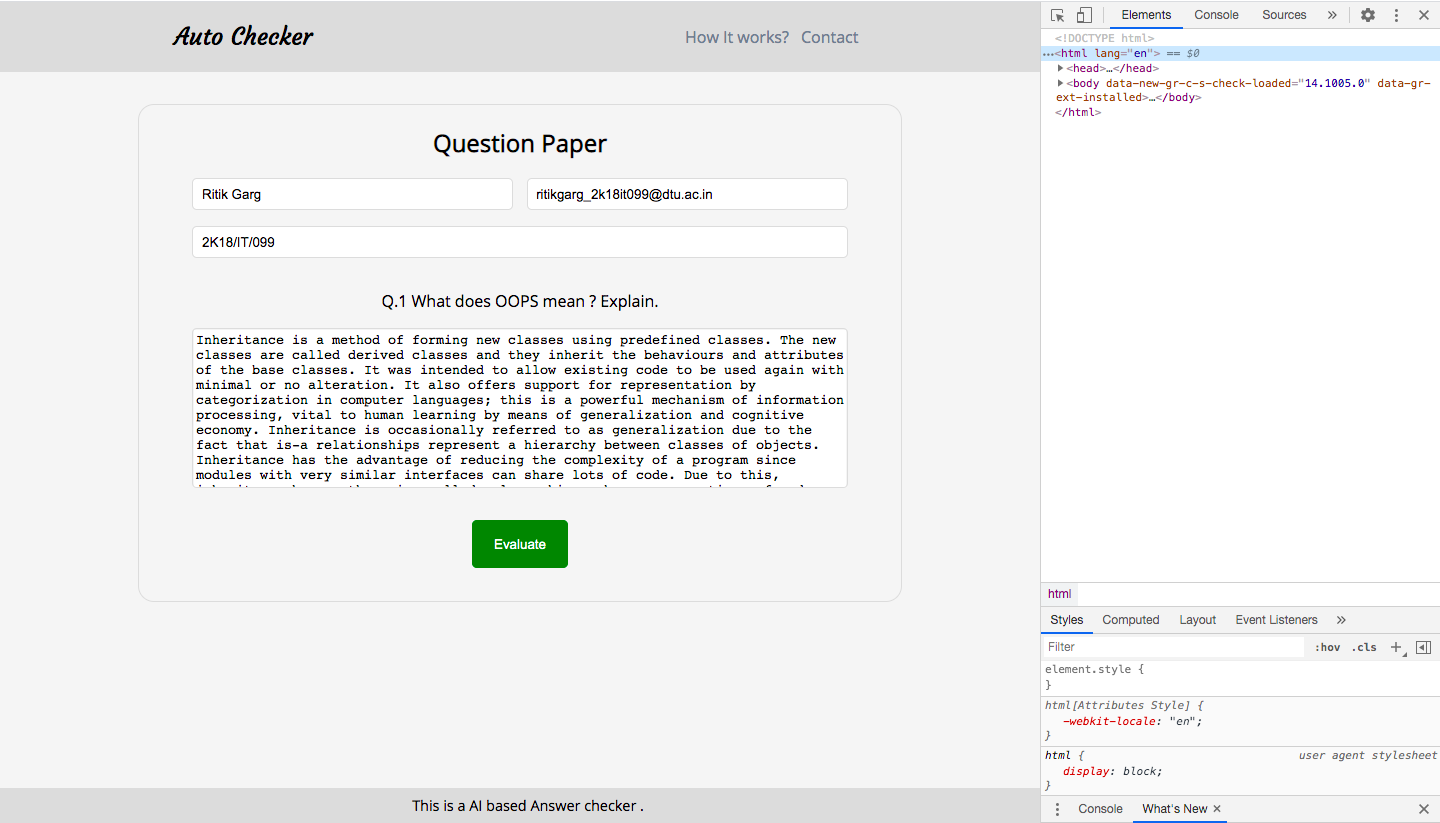 Auto Checker
How It works? Contact
Question Paper
Ritik Garg
ritikgarg_2k18it099@dtu.ac.in
2K18/IT/099
Q.1 What does OOPS mean ? Explain.
Inheritance is a method of forming new classes using predefined classes. The new
classes are called derived classes and they inherit the behaviours and attributes
of the base classes. It was intended to allow existing code to be used again with
minimal or no alteration. It also offers support for representation by
categorization in computer languages; this is a powerful mechanism of information
processing, vital to human learning by means of generalization and cognitive
economy. Inheritance is occasionally referred to as generalization due to the
fact that is-a relationships represent a hierarchy between classes of objects.
Inheritance has the advantage of reducing the complexity of a program since
modules with very similar interfaces can share lots of code. Due to this,
Evaluate
This is a AI based Answer checker .
Elements Console Sources »
<!DOCTYPE html>
…<html lang="en"> == $0
<head>…</head>
<body data-new-gr-c-s-check-loaded="14.1005.0" data-gr-
ext-installed>…</body>
</html>
html
Styles Computed Layout Event Listeners »
Filter :hov .cls +
element.style {
}
html[Attributes Style] {
-webkit-locale: "en";
}
html { user agent stylesheet
display: block;
}
Console What's New ×